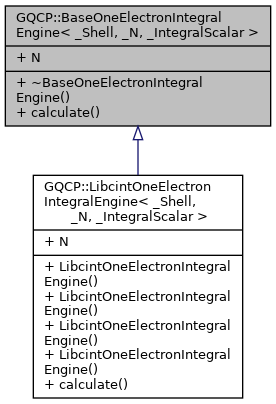 GQCP::BaseOneElectronIntegral
Engine< _Shell, _N, _IntegralScalar >
+ N
+ ~BaseOneElectronIntegral
Engine()
+ calculate()
GQCP::LibcintOneElectron
IntegralEngine< _Shell,
_N, _IntegralScalar >
+ N
+ LibcintOneElectronIntegral
Engine()
+ LibcintOneElectronIntegral
Engine()
+ LibcintOneElectronIntegral
Engine()
+ LibcintOneElectronIntegral
Engine()
+ calculate()